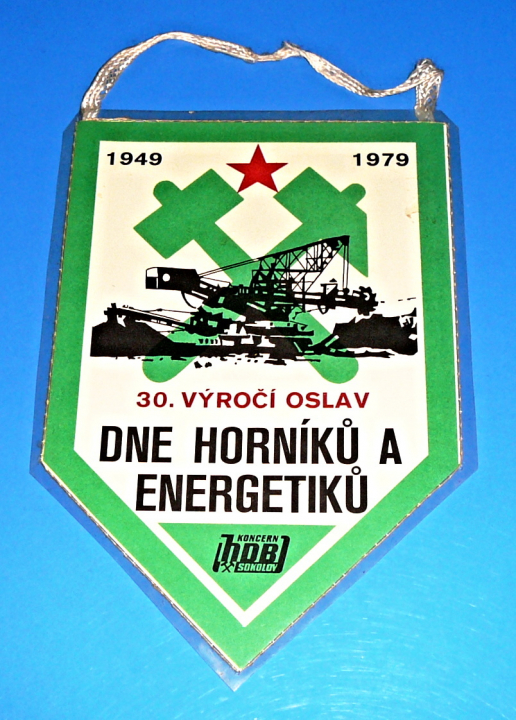 1949 1979
30. VÝROČÍ OSLAV
DNE HORNÍKŮ A
ENERGETIKŮ
KONCERN
HDB
SOKOLOV